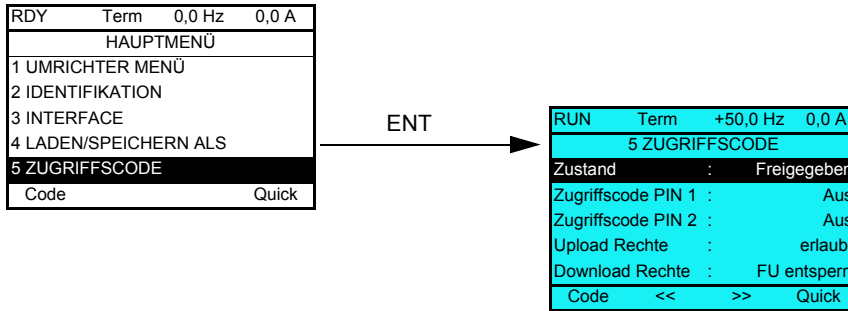 RDY Term 0,0 Hz 0,0 A
HAUPTMENÜ
1 UMRICHTER MENÜ
2 IDENTIFIKATION
3 INTERFACE
4 LADEN/SPEICHERN ALS
5 ZUGRIFFSCODE
Code Quick
ENT
RUN Term +50,0 Hz 0,0 A
5 ZUGRIFFSCODE
Zustand : Freigegeben
Zugriffscode PIN 1 : Aus
Zugriffscode PIN 2 : Aus
Upload Rechte : erlaub
Download Rechte : FU entsperr
Code << >> Quick